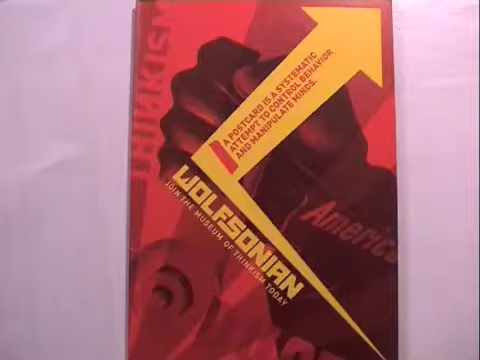 THINKISM
A POSTCARD IS A SYSTEMATIC
ATTEMPT TO CONTROL BEHAVIOR
AND MANIPULATE MINDS.
WOLFSONIAN
JOIN THE MUSEUM OF THINKISM TODAY
America